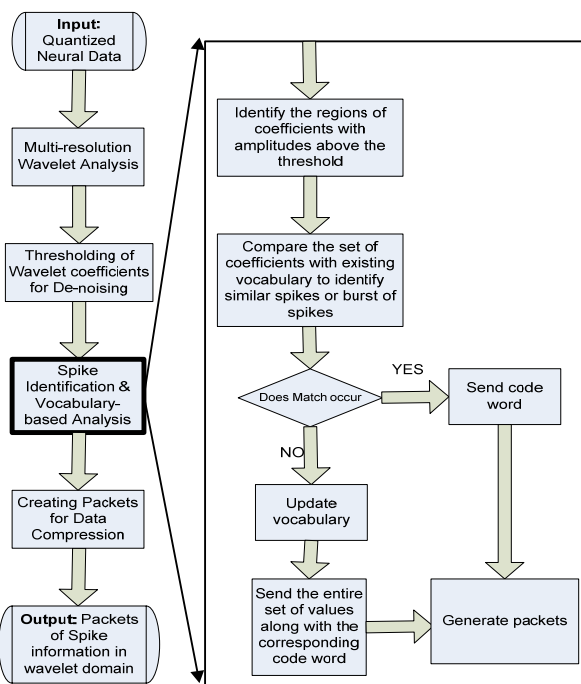 Input:
Quantized
Neural Data
Multi-resolution
Wavelet Analysis
Thresholding of
Wavelet coefficients
for De-noising
Spike
Identification &
Vocabulary-
based Analysis
Creating Packets
for Data
Compression
Output: Packets
of Spike
information in
wavelet domain
Identify the regions of
coefficients with
amplitudes above the
threshold
Compare the set of
coefficients with existing
vocabulary to identify
similar spikes or burst of
spikes
Does Match occur
YES
Send code
word
NO
Update
vocabulary
Send the entire
set of values
along with the
corresponding
code word
Generate packets